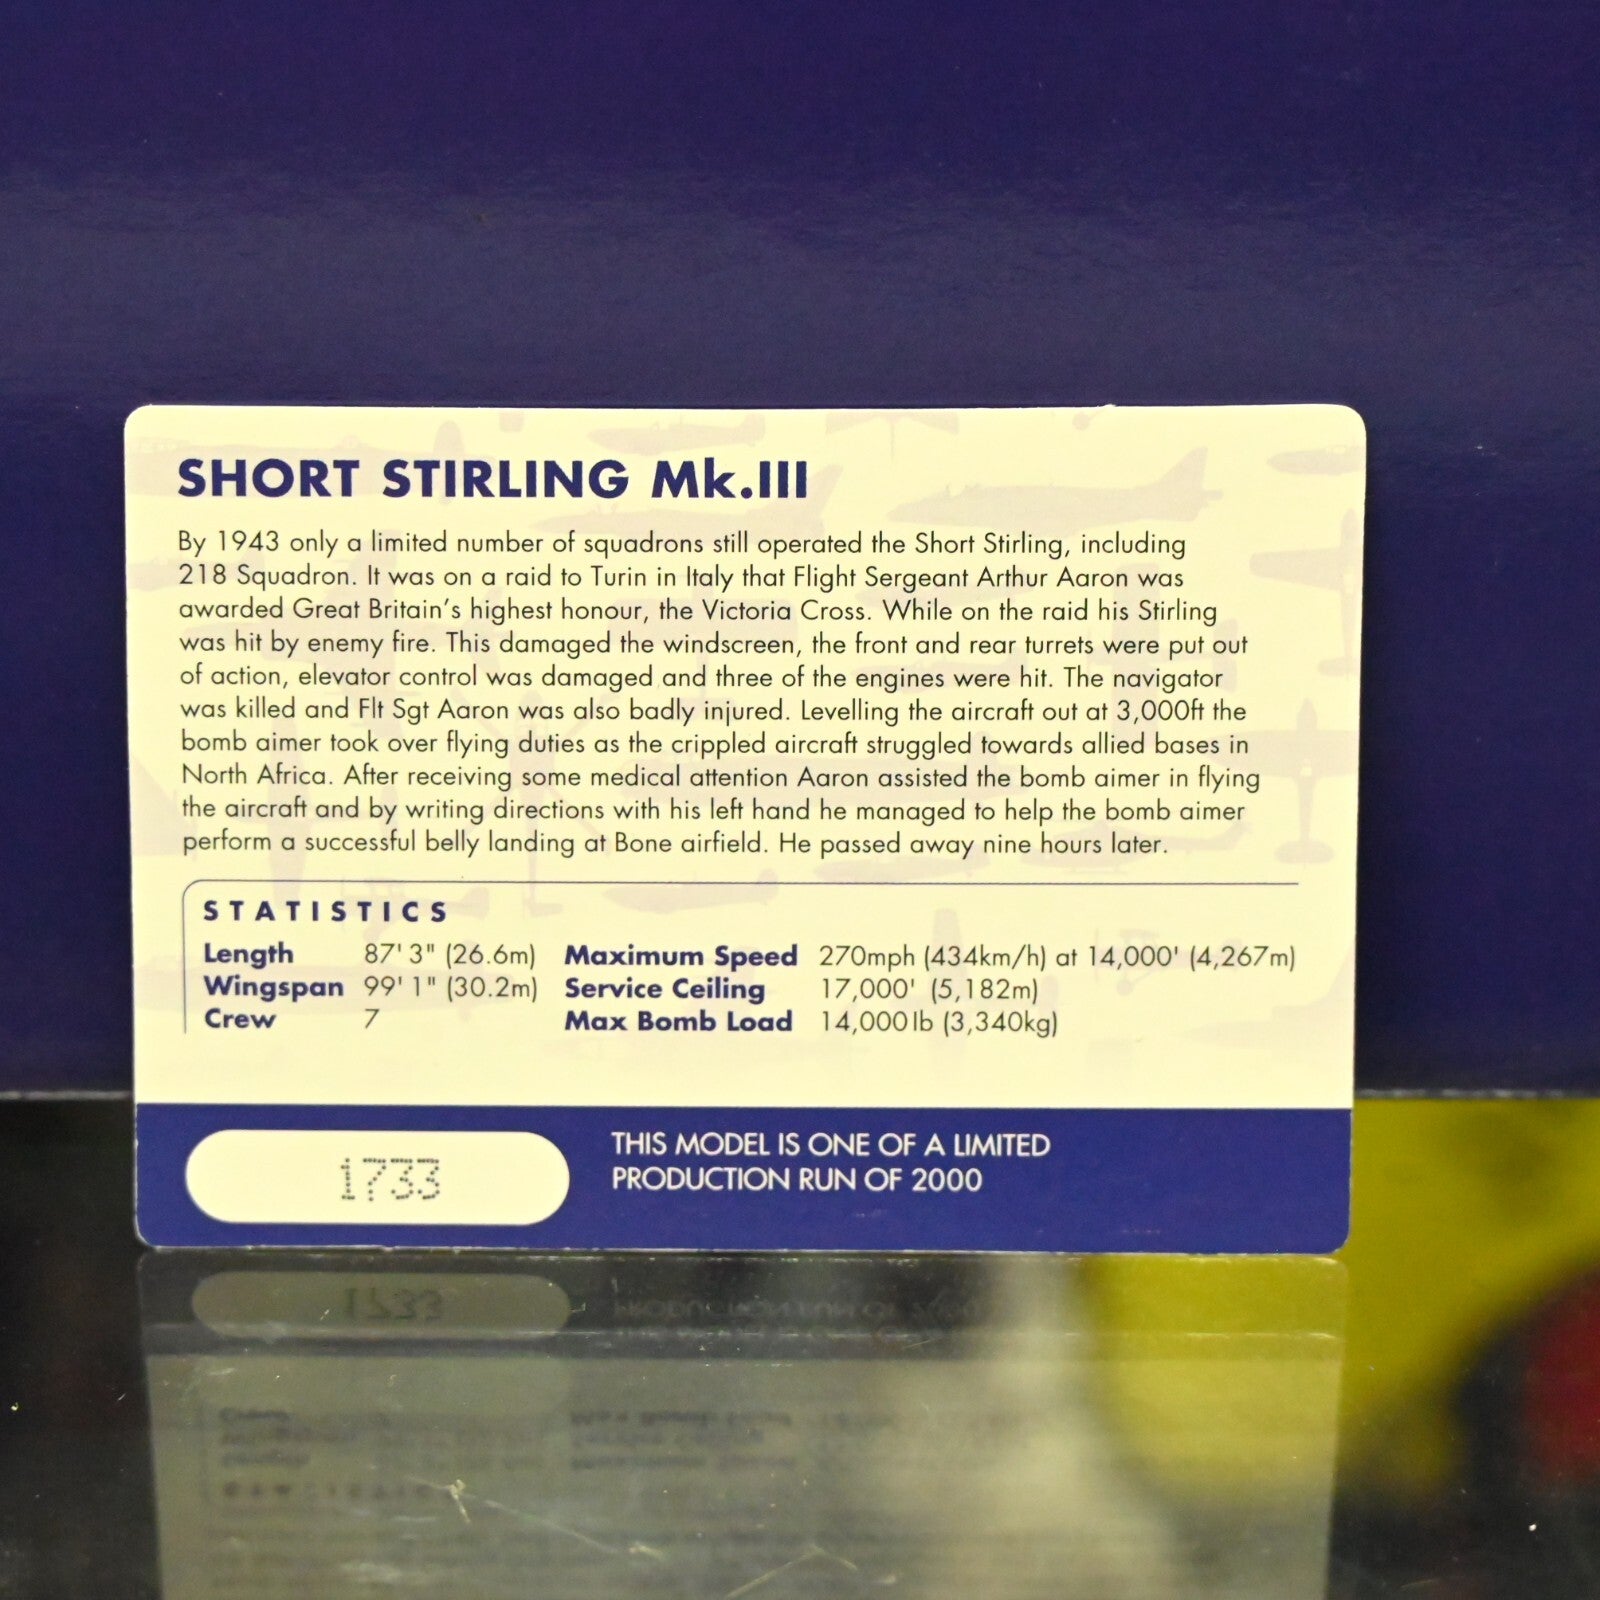 SHORT STIRLING Mk.III
By 1943 only a limited number of squadrons still operated the Short Stirling, including
218 Squadron. It was on a raid to Turin in Italy that Flight Sergeant Arthur Aaron was
awarded Great Britain's highest honour, the Victoria Cross. While on the raid his Stirling
was hit by enemy fire. This damaged the windscreen, the front and rear turrets were put out
of action, elevator control was damaged and three of the engines were hit. The navigator
was killed and Flt Sgt Aaron was also badly injured. Levelling the aircraft out at 3,000ft the
bomb aimer took over flying duties as the crippled aircraft struggled towards allied bases in
North Africa. After receiving some medical attention Aaron assisted the bomb aimer in flying
the aircraft and by writing directions with his left hand he managed to help the bomb aimer
perform a successful belly landing at Bone airfield. He passed away nine hours later.
STATISTICS
Length 87' 3" (26.6m) Maximum Speed 270mph (434km/h) at 14,000' (4,267m)
Wingspan 99' 1" (30.2m) Service Ceiling 17,000' (5,182m)
Crew 7 Max Bomb Load 14,000lb (3,340kg)
1733
THIS MODEL IS ONE OF A LIMITED
PRODUCTION RUN OF 2000